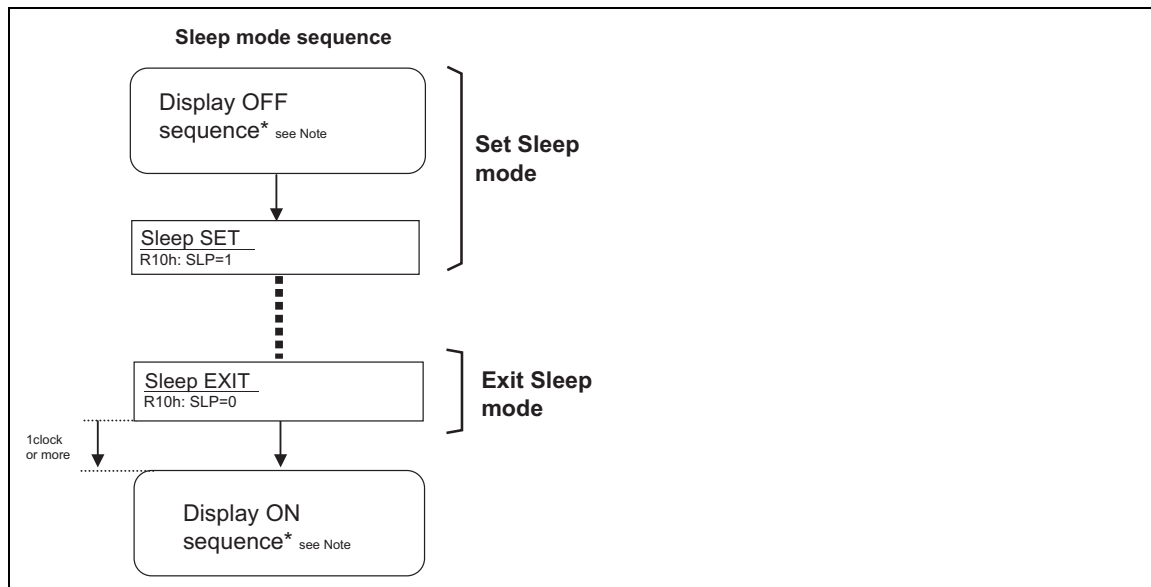 Sleep mode sequence
Display OFF
sequence* see Note
Set Sleep
mode
Sleep SET
R10h: SLP=1
Sleep EXIT
R10h: SLP=0
Exit Sleep
mode
1clock
or more
Display ON
sequence* see Note